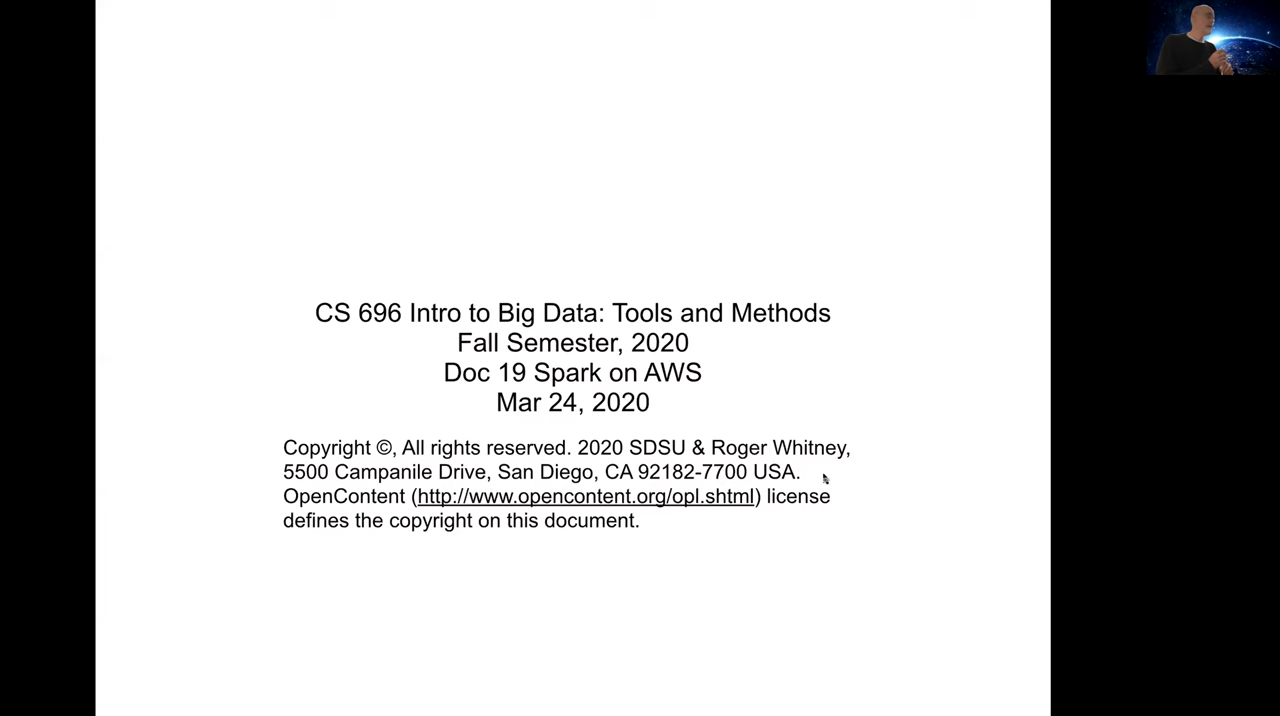 CS 696 Intro to Big Data: Tools and Methods
Fall Semester, 2020
Doc 19 Spark on AWS
Mar 24, 2020
Copyright ©, All rights reserved. 2020 SDSU & Roger Whitney,
5500 Campanile Drive, San Diego, CA 92182-7700 USA.
OpenContent (http://www.opencontent.org/opl.shtml) license
defines the copyright on this document.